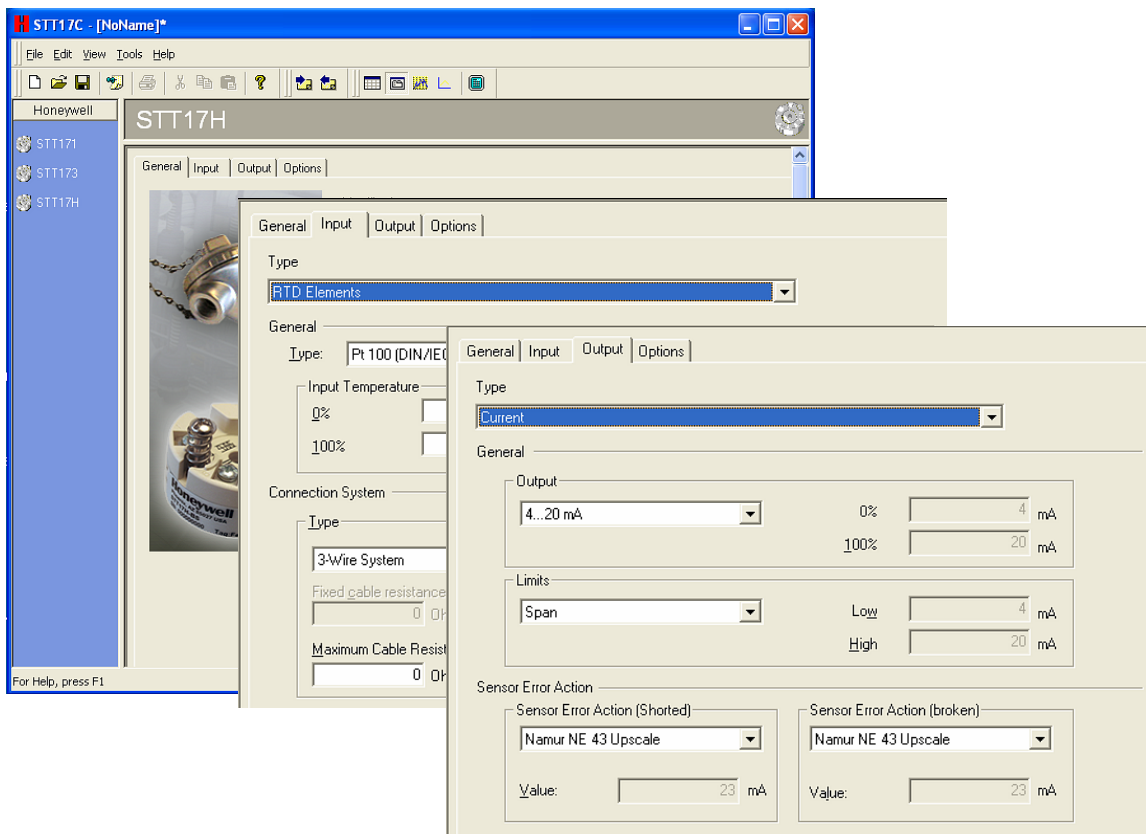 STT17C - [NoName]*
File Edit View Tools Help
Honeywell
STT17H
STT171
STT173
STT17H
General Input Output Options
Honeywell
For Help, press F1
General Input Output Options
Type
RTD Elements
General
Type: Pt 100 (DIN/IEC
Input Temperature
0%
100%
Connection System
Type
3-Wire System
Fixed cable resistance
0
Maximum Cable Resist
0
General Input Output Options
Type
Current
General
Output
4...20 mA
0% 4 mA
100% 20 mA
Limits
Span
Low 4 mA
High 20 mA
Sensor Error Action
Sensor Error Action (Shorted)
Namur NE 43 Upscale
Value: 23 mA
Sensor Error Action (broken)
Namur NE 43 Upscale
Value: 23 mA